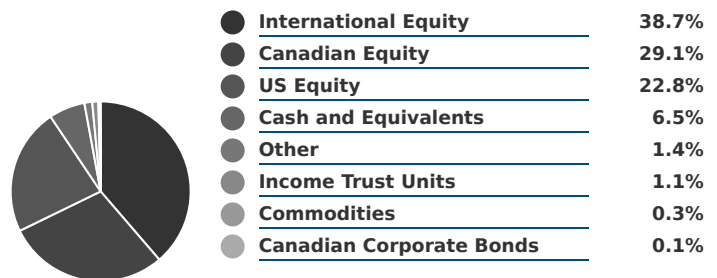 International Equity 38.7%
Canadian Equity 29.1%
US Equity 22.8%
Cash and Equivalents 6.5%
Other 1.4%
Income Trust Units 1.1%
Commodities 0.3%
Canadian Corporate Bonds 0.1%